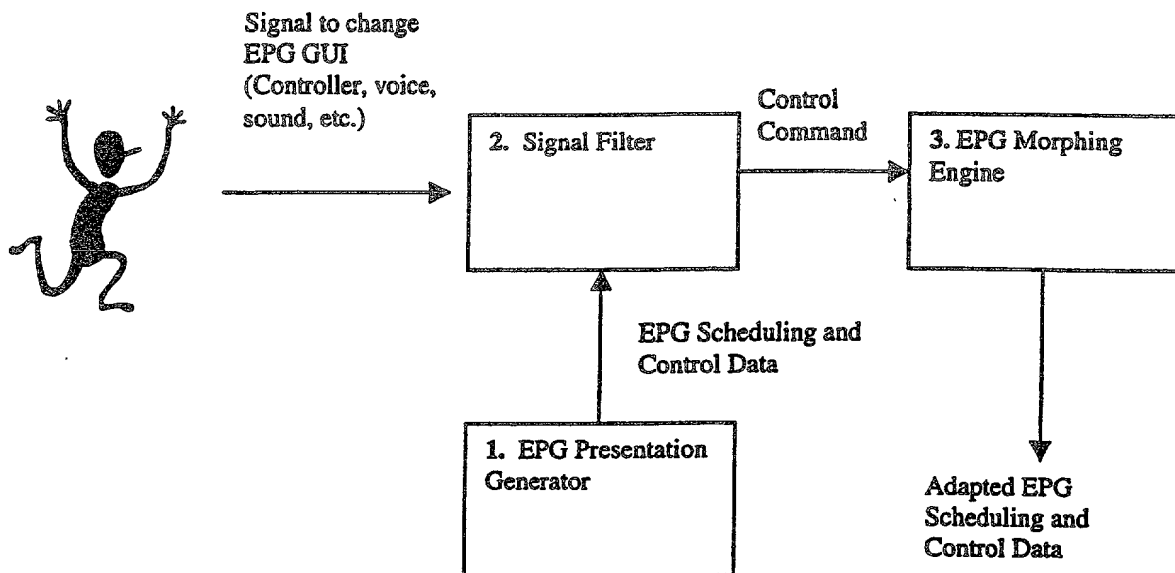 Signal to change
EPG GUI
(Controller, voice,
sound, etc.)
2. Signal Filter
Control
Command
3. EPG Morphing
Engine
EPG Scheduling and
Control Data
1. EPG Presentation
Generator
Adapted EPG
Scheduling and
Control Data